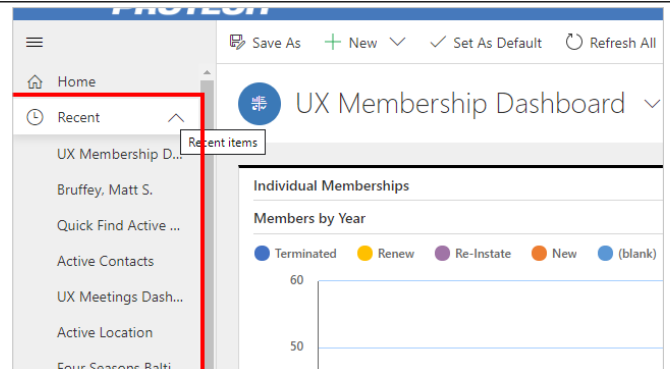 PROTECH
Save As New Set As Default Refresh All
Home
Recent
Recent items
UX Membership D...
Bruffey, Matt S.
Quick Find Active ...
Active Contacts
UX Meetings Dash...
Active Location
Four Seasons Balti...
UX Membership Dashboard
Individual Memberships
Members by Year
Terminated Renew Re-Instate New (blank)
60
50